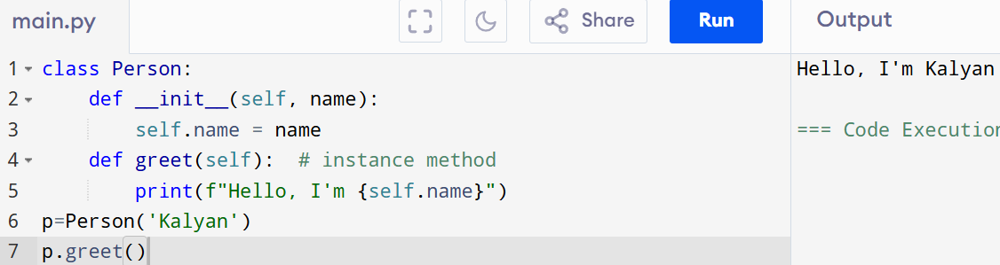 main.py Share Run Output
1 class Person:
2     def __init__(self, name):
3         self.name = name
4     def greet(self):  # instance method
5         print(f"Hello, I'm {self.name}")
6 p=Person('Kalyan')
7 p.greet()
Hello, I'm Kalyan
=== Code Execution